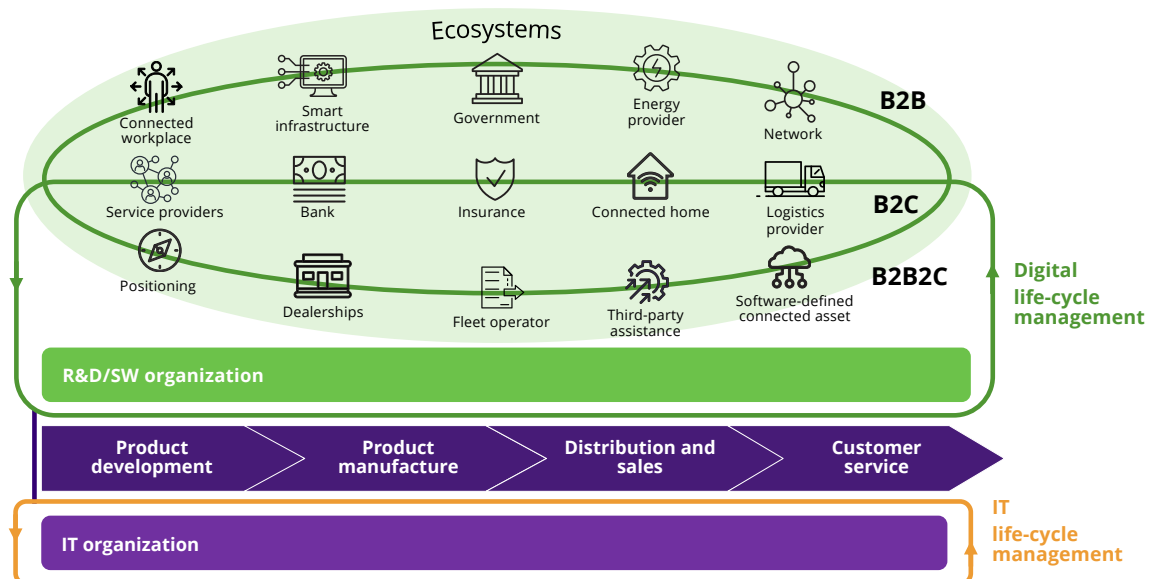 Ecosystems
Connected
workplace
Smart
infrastructure
Government
Energy
provider
Network
B2B
Service providers
Bank
Insurance
Connected home
Logistics
provider
B2C
Positioning
Dealerships
Fleet operator
Third-party
assistance
Software-defined
connected asset
B2B2C
Digital
life-cycle
management
R&D/SW organization
Product
development
Product
manufacture
Distribution and
sales
Customer
service
IT
life-cycle
management
IT organization